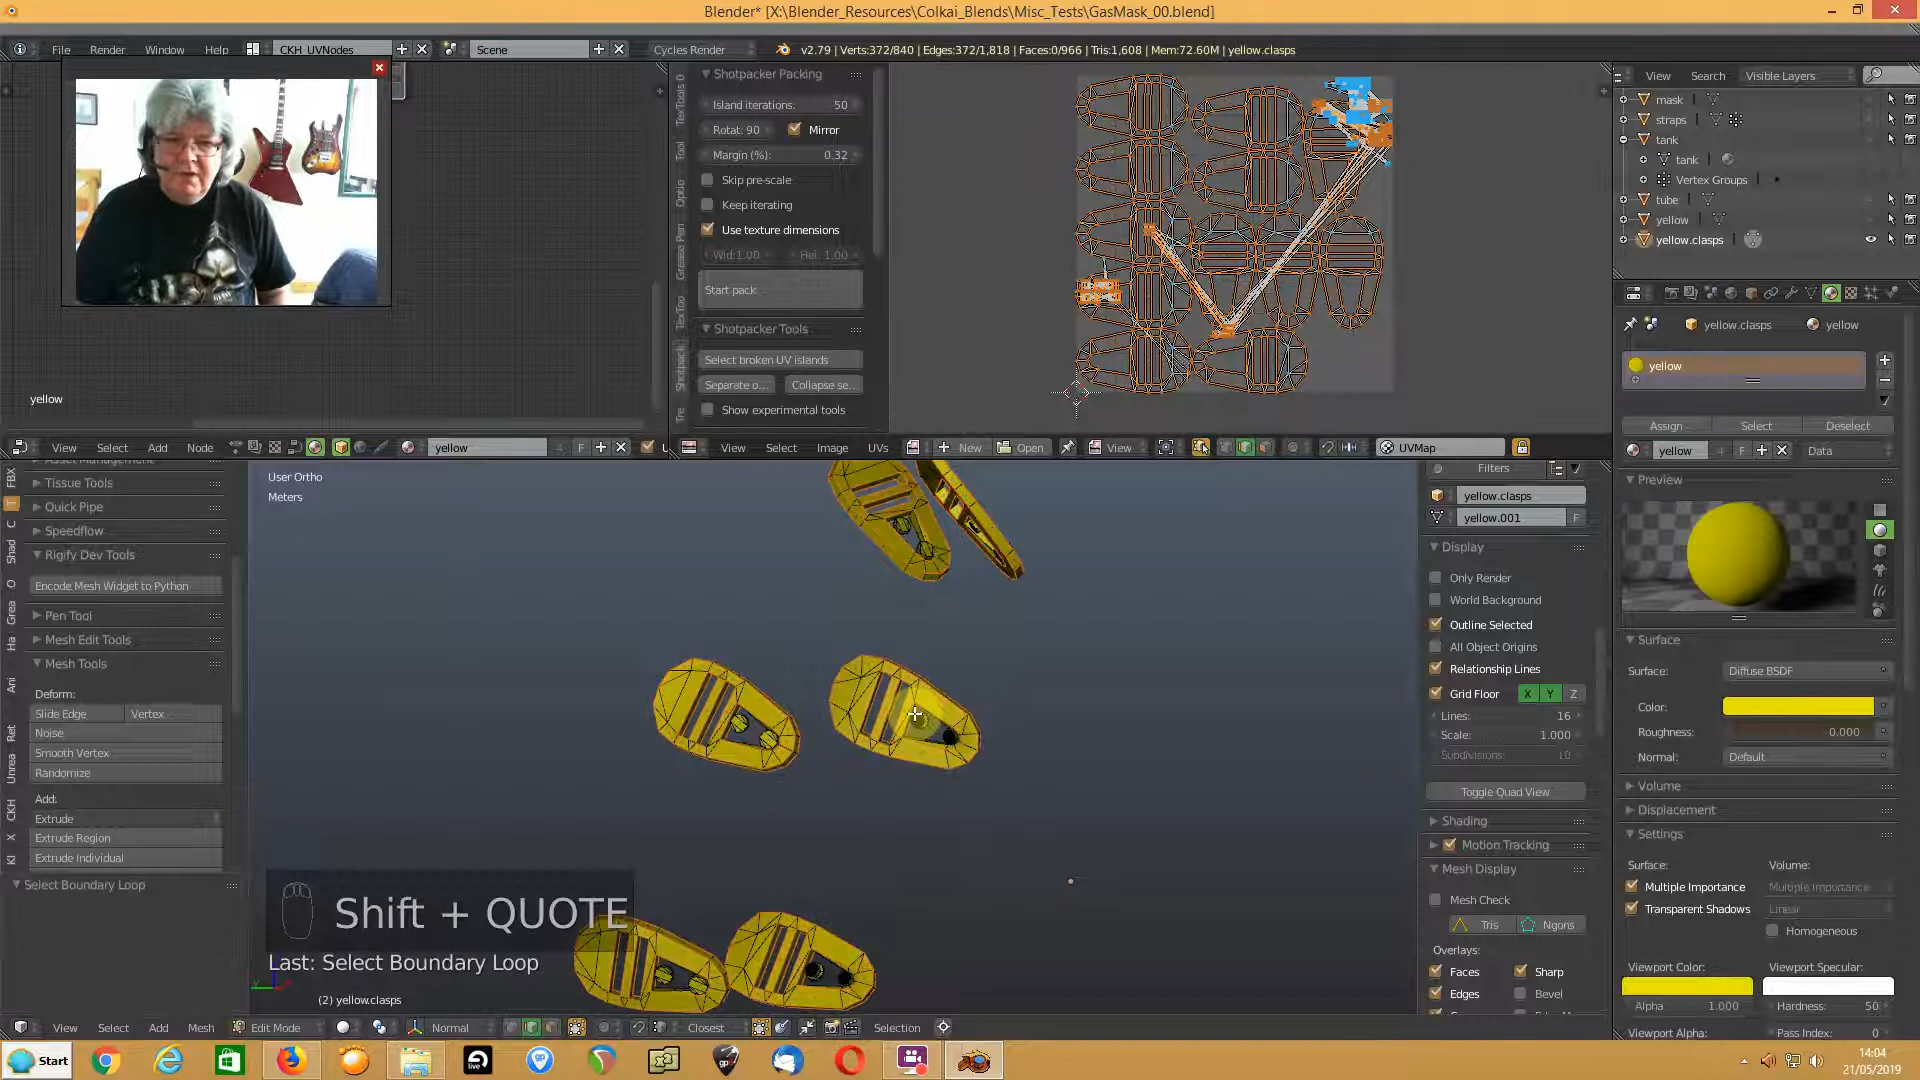 Blender* [X:\Blender_Resources\Colkai_Blends\Misc_Tests\GasMask_00.blend]
File Render Window Help CKH_UVNodes Scene Cycles Render v2.79 | Verts:372/840 | Edges:372/1,818 | Faces:0/966 | Tris:1,608 | Mem:72.60M | yellow.clasps
Shotpacker Packing
Island iterations: 50
Rotat: 90 Mirror
Margin (%): 0.32
Skip pre-scale
Keep iterating
Use texture dimensions
Wid:1.00 Hei: 1.00
Start pack
Shotpacker Tools
Select broken UV islands
Separate o... Collapse se...
Show experimental tools
yellow
View Select Add Node yellow F
View Select Image UVs New Open View UVMap
View Search Visible Layers
mask
straps
tank
tank
Vertex Groups
tube
yellow
yellow.clasps
yellow.clasps yellow
yellow
Assign Select Deselect
yellow 4 F Data
Preview
Surface
Surface: Diffuse BSDF
Color:
Roughness: 0.000
Normal: Default
Volume
Displacement
Settings
Surface: Volume:
Multiple Importance Multiple Importance
Transparent Shadows Linear
Homogeneous
Viewport Color: Viewport Specular:
Alpha 1.000 Hardness: 50
Viewport Alpha: Pass Index: 0
Asset Management
Tissue Tools
Quick Pipe
Speedflow
Rigify Dev Tools
Encode Mesh Widget to Python
Pen Tool
Mesh Edit Tools
Mesh Tools
Deform:
Slide Edge Vertex
Noise
Smooth Vertex
Randomize
Add:
Extrude
Extrude Region
Extrude Individual
Select Boundary Loop
User Ortho
Meters
Shift + QUOTE
Last: Select Boundary Loop
(2) yellow.clasps
Filters
yellow.clasps
yellow.001 F
Display
Only Render
World Background
Outline Selected
All Object Origins
Relationship Lines
Grid Floor X Y Z
Lines: 16
Scale: 1.000
Subdivisions: 10
Toggle Quad View
Shading
Motion Tracking
Mesh Display
Mesh Check
Tris Ngons
Overlays:
Faces Sharp
Edges Bevel
View Select Add Mesh Edit Mode Normal Closest Selection
Start
14:04
21/05/2019